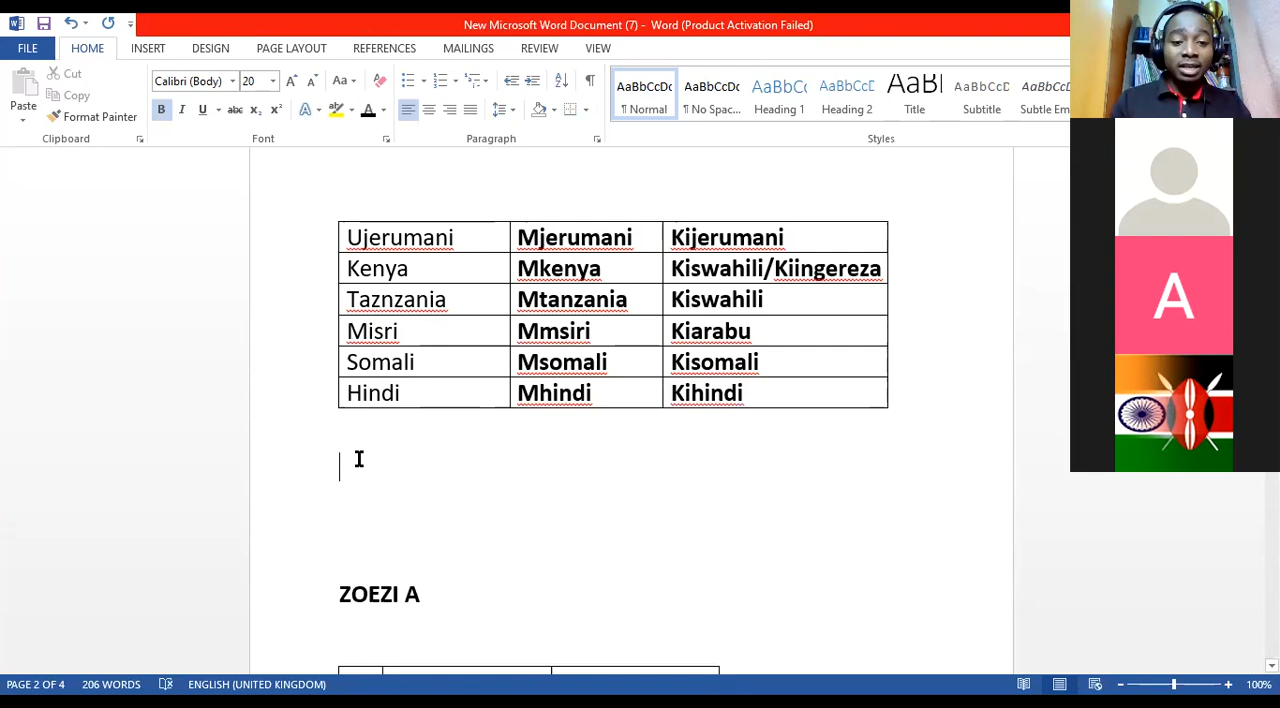 New Microsoft Word Document (7) - Word (Product Activation Failed)
FILE HOME INSERT DESIGN PAGE LAYOUT REFERENCES MAILINGS REVIEW VIEW
Paste
Cut
Copy
Format Painter
Clipboard
Calibri (Body) 20
Font
Paragraph
AaBbCcDc AaBbCcDc AaBbCc AaBbCcD AaBl AaBbCcD AaBbCcDc
¶ Normal ¶ No Spac... Heading 1 Heading 2 Title Subtitle Subtle Em
Styles
Ujerumani Mjerumani Kijerumani
Kenya Mkenya Kiswahili/Kiingereza
Taznzania Mtanzania Kiswahili
Misri Mmsiri Kiarabu
Somali Msomali Kisomali
Hindi Mhindi Kihindi
ZOEZI A
A
PAGE 2 OF 4 206 WORDS ENGLISH (UNITED KINGDOM) 100%